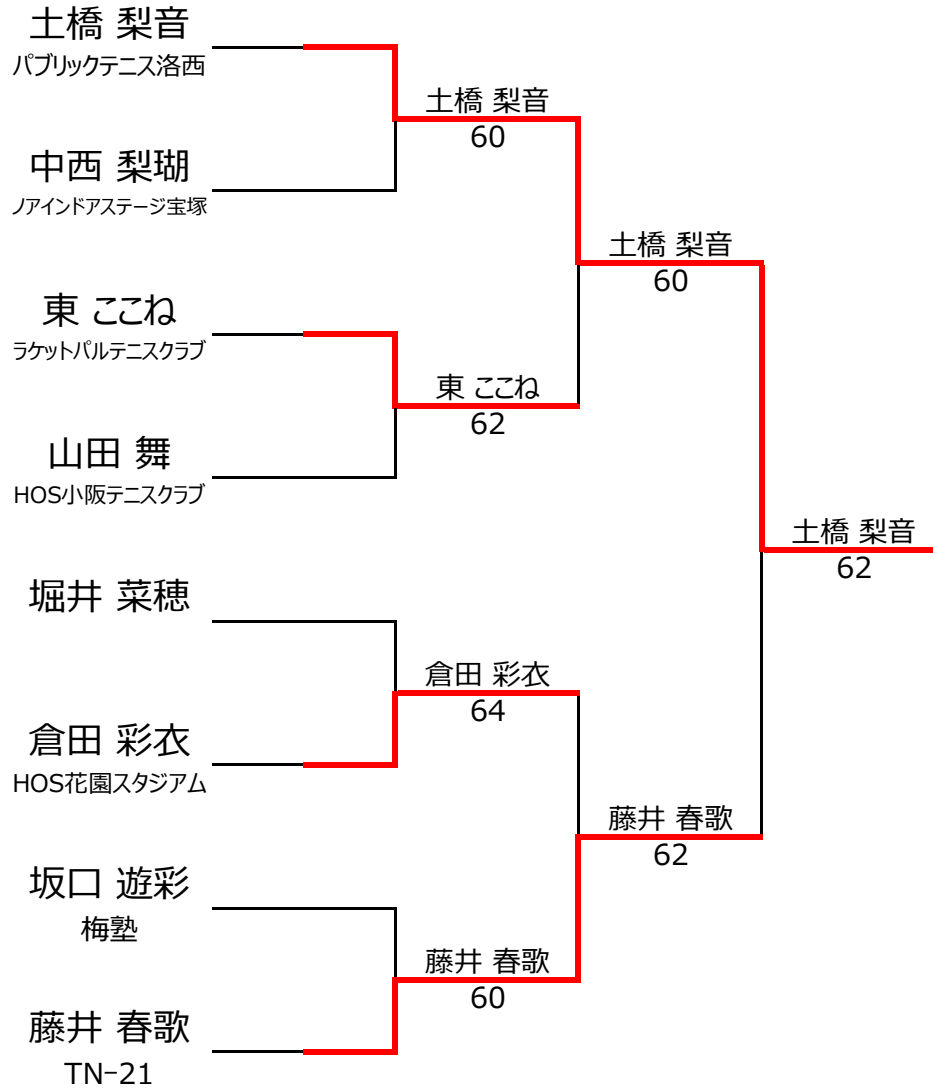 土橋 梨音
パブリックテニス洛西
中西 梨瑚
ノアインドアステージ宝塚
東 ここね
ラケットパルテニスクラブ
山田 舞
HOS小阪テニスクラブ
堀井 菜穂
倉田 彩衣
HOS花園スタジアム
坂口 遊彩
梅塾
藤井 春歌
TN-21
土橋 梨音
60
東 ここね
62
倉田 彩衣
64
藤井 春歌
60
土橋 梨音
60
藤井 春歌
62
土橋 梨音
62